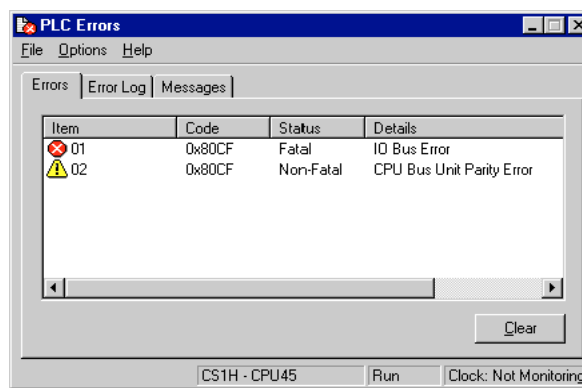 PLC Errors
File Options Help
Errors Error Log Messages
Item Code Status Details
01 0x80CF Fatal IO Bus Error
02 0x80CF Non-Fatal CPU Bus Unit Parity Error
Clear
CS1H - CPU45 Run Clock: Not Monitoring